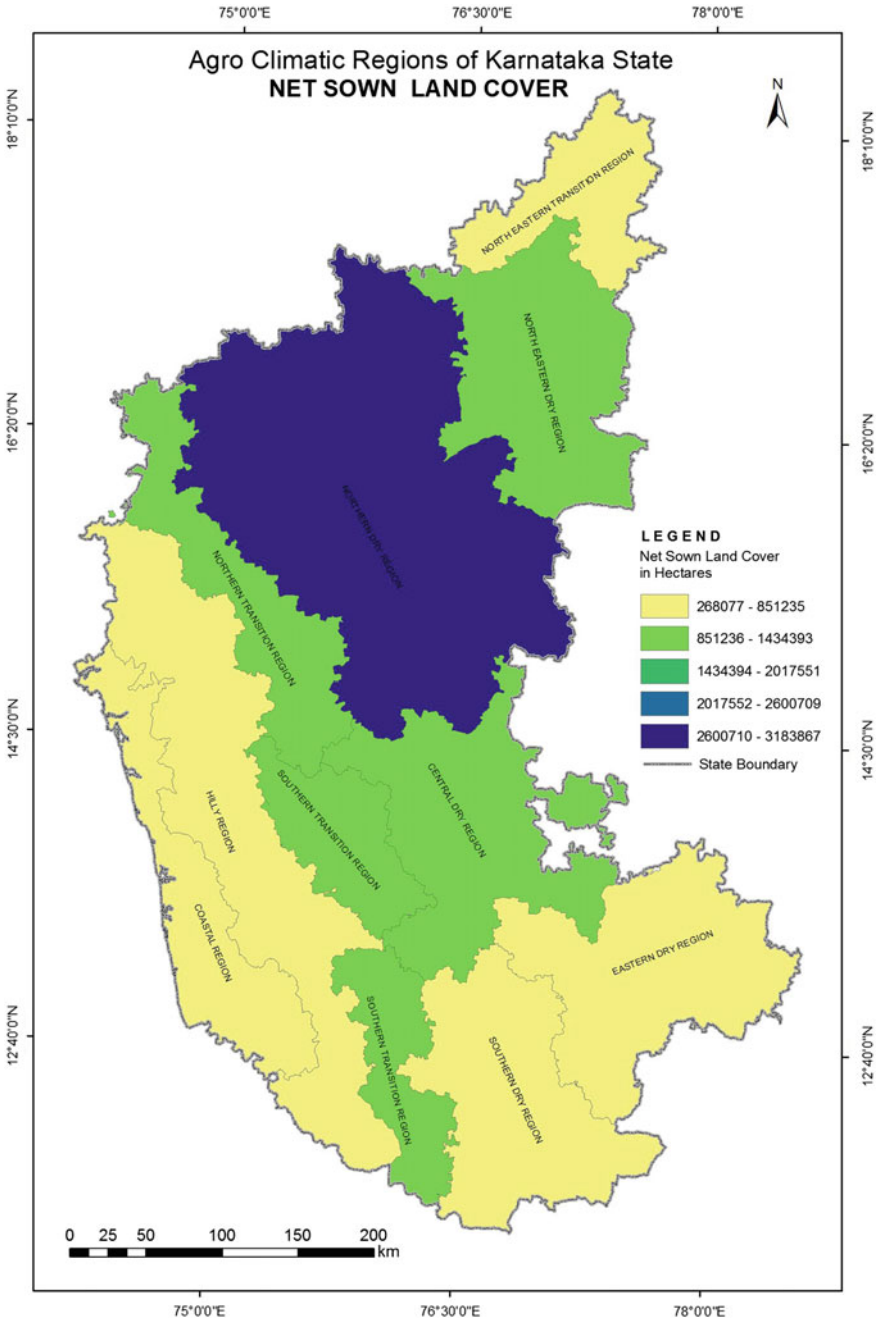 75°0'0"E 76°30'0"E 78°0'0"E
Agro Climatic Regions of Karnataka State
NET SOWN LAND COVER
N
18°10'0"N
18°10'0"N
NORTH EASTERN TRANSITION REGION
NORTH EASTERN DRY REGION
16°20'0"N
16°20'0"N
NORTHERN DRY REGION
LEGEND
Net Sown Land Cover
in Hectares
268077 - 851235
851236 - 1434393
1434394 - 2017551
2017552 - 2600709
2600710 - 3183867
State Boundary
NORTHERN TRANSITION REGION
14°30'0"N
14°30'0"N
SOUTHERN TRANSITION REGION
CENTRAL DRY REGION
HILLY REGION
COASTAL REGION
EASTERN DRY REGION
12°40'0"N
12°40'0"N
SOUTHERN TRANSITION REGION
SOUTHERN DRY REGION
0 25 50 100 150 200
km
75°0'0"E 76°30'0"E 78°0'0"E